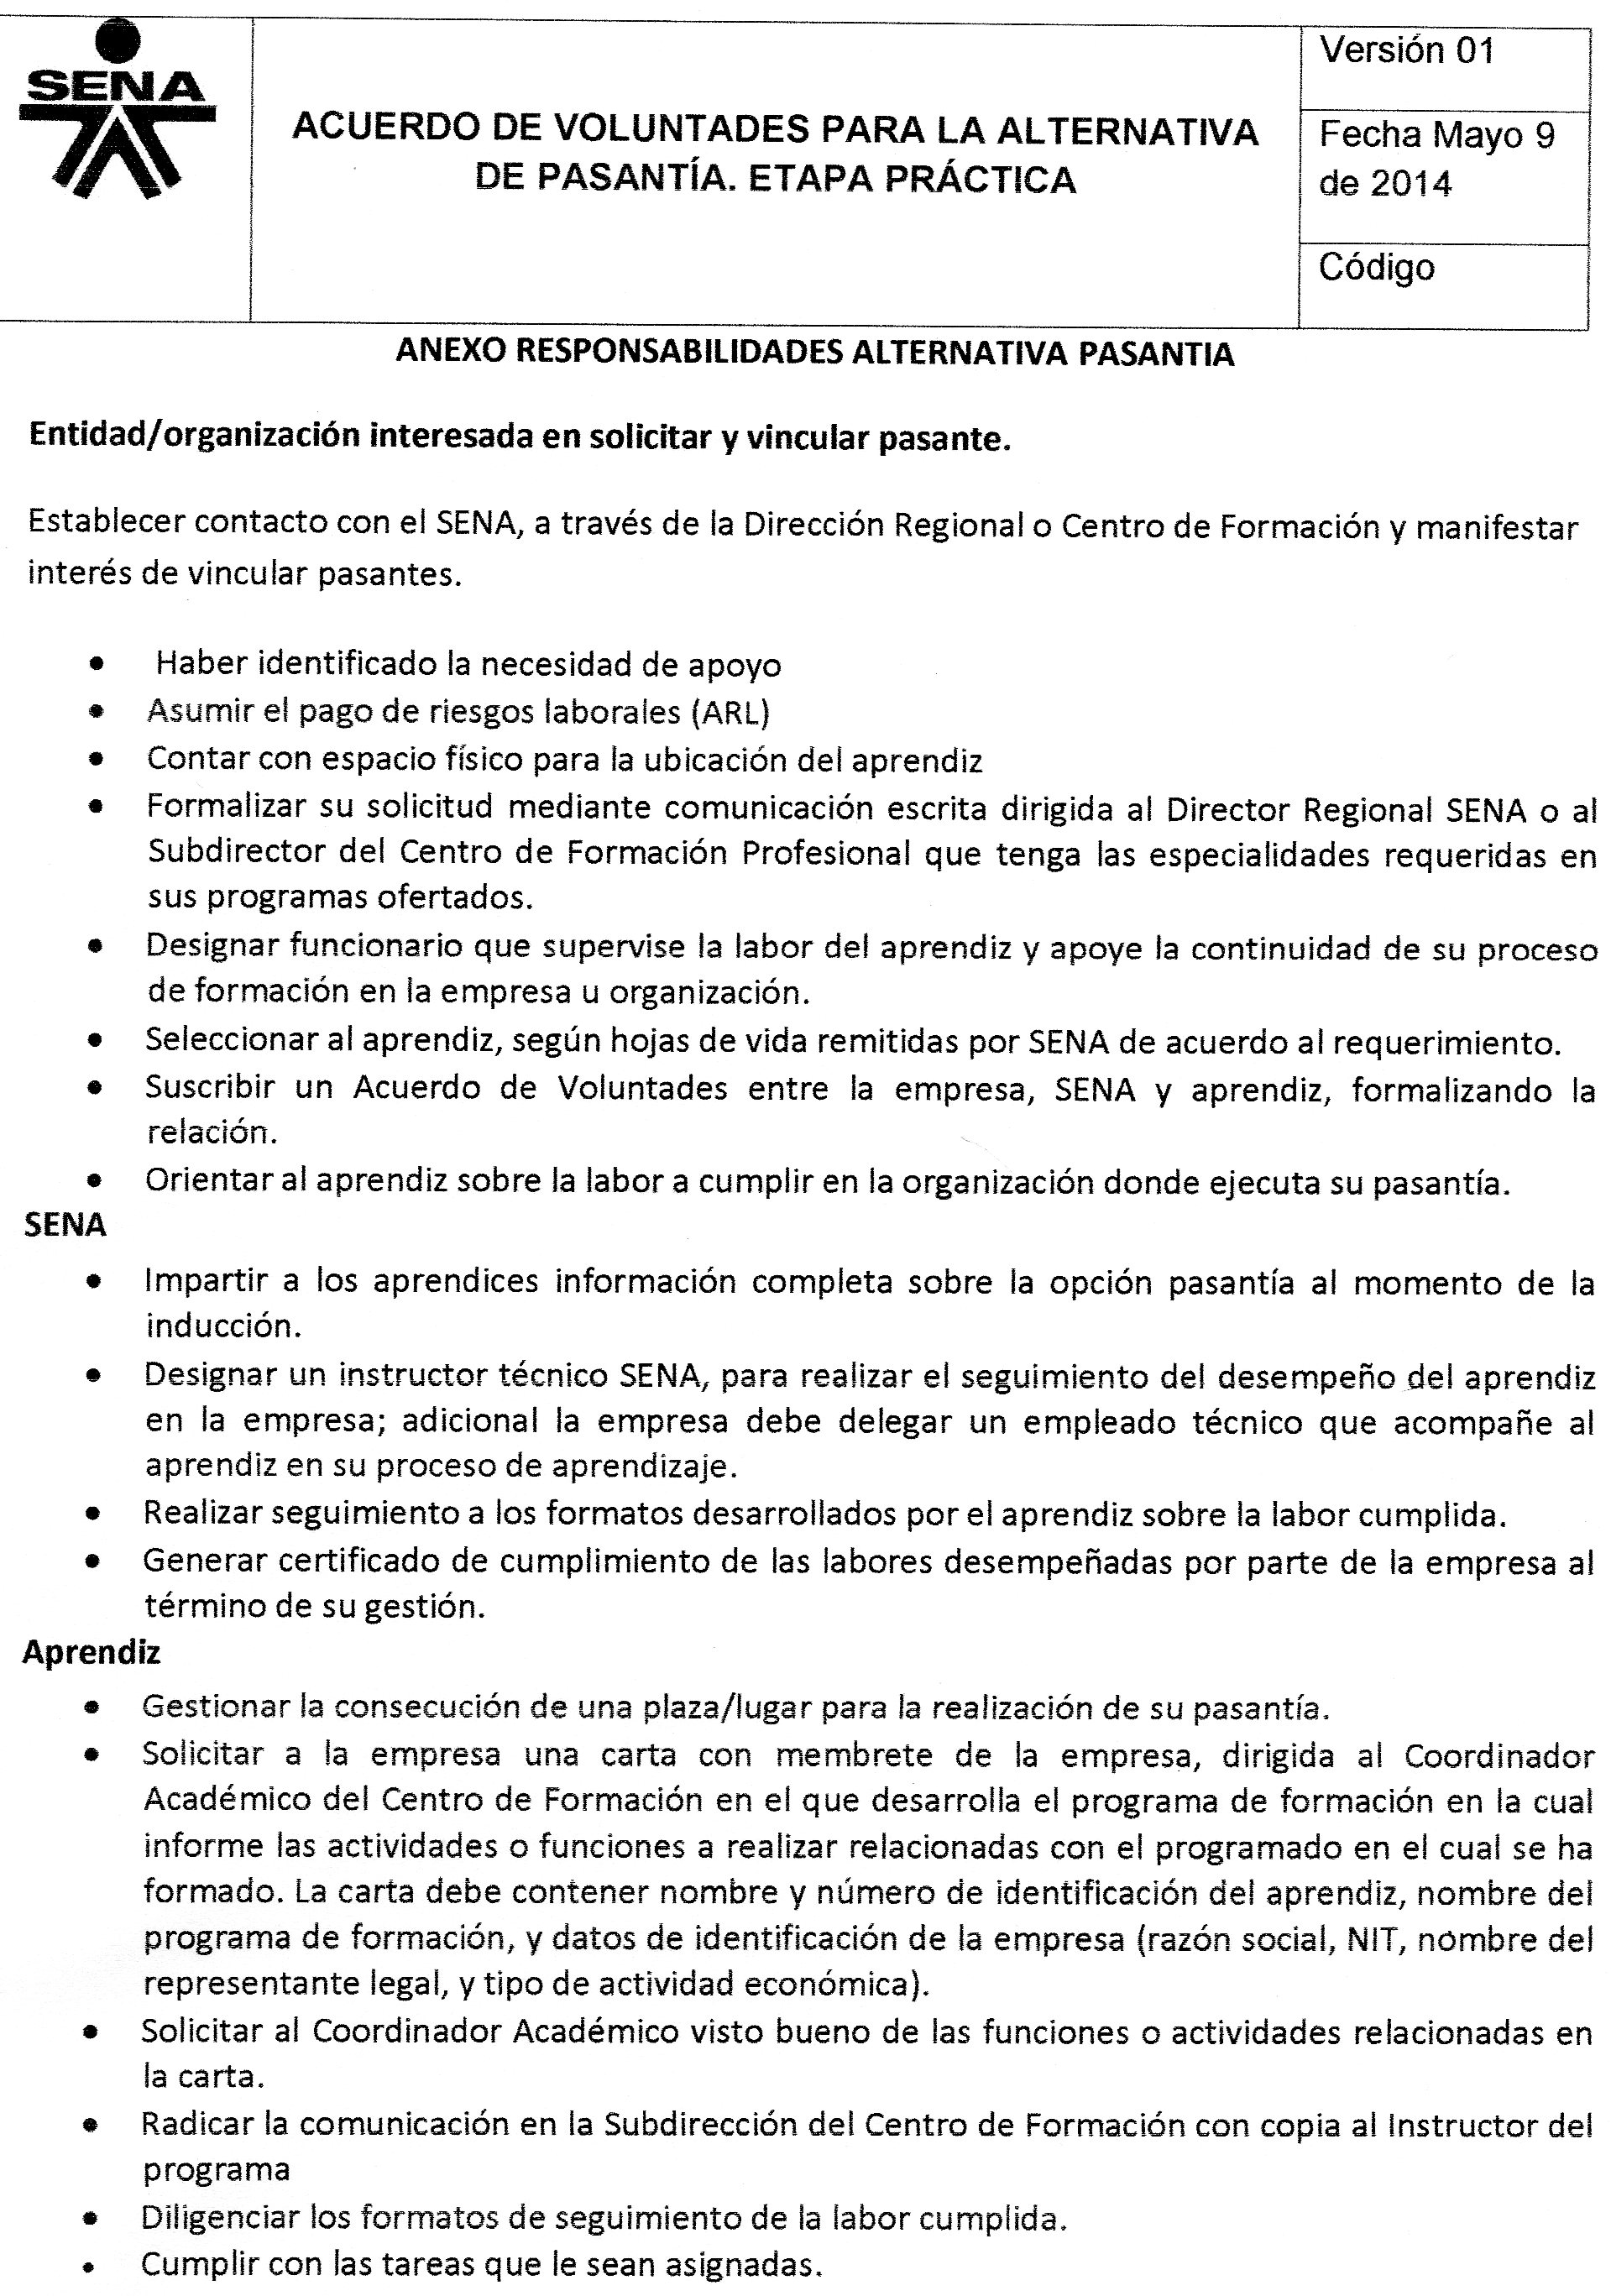 SENA
ACUERDO DE VOLUNTADES PARA LA ALTERNATIVA
DE PASANTÍA. ETAPA PRÁCTICA
Versión 01
Fecha Mayo 9
de 2014
Código
ANEXO RESPONSABILIDADES ALTERNATIVA PASANTIA
Entidad/organización interesada en solicitar y vincular pasante.
Establecer contacto con el SENA, a través de la Dirección Regional o Centro de Formación y manifestar
interés de vincular pasantes.
• Haber identificado la necesidad de apoyo
• Asumir el pago de riesgos laborales (ARL)
• Contar con espacio físico para la ubicación del aprendiz
• Formalizar su solicitud mediante comunicación escrita dirigida al Director Regional SENA o al
Subdirector del Centro de Formación Profesional que tenga las especialidades requeridas en
sus programas ofertados.
• Designar funcionario que supervise la labor del aprendiz y apoye la continuidad de su proceso
de formación en la empresa u organización.
• Seleccionar al aprendiz, según hojas de vida remitidas por SENA de acuerdo al requerimiento.
• Suscribir un Acuerdo de Voluntades entre la empresa, SENA y aprendiz, formalizando la
relación.
• Orientar al aprendiz sobre la labor a cumplir en la organización donde ejecuta su pasantía.
SENA
• Impartir a los aprendices información completa sobre la opción pasantía al momento de la
inducción.
• Designar un instructor técnico SENA, para realizar el seguimiento del desempeño del aprendiz
en la empresa; adicional la empresa debe delegar un empleado técnico que acompañe al
aprendiz en su proceso de aprendizaje.
• Realizar seguimiento a los formatos desarrollados por el aprendiz sobre la labor cumplida.
• Generar certificado de cumplimiento de las labores desempeñadas por parte de la empresa al
término de su gestión.
Aprendiz
• Gestionar la consecución de una plaza/lugar para la realización de su pasantía.
• Solicitar a la empresa una carta con membrete de la empresa, dirigida al Coordinador
Académico del Centro de Formación en el que desarrolla el programa de formación en la cual
informe las actividades o funciones a realizar relacionadas con el programado en el cual se ha
formado. La carta debe contener nombre y número de identificación del aprendiz, nombre del
programa de formación, y datos de identificación de la empresa (razón social, NIT, nombre del
representante legal, y tipo de actividad económica).
• Solicitar al Coordinador Académico visto bueno de las funciones o actividades relacionadas en
la carta.
• Radicar la comunicación en la Subdirección del Centro de Formación con copia al Instructor del
programa
• Diligenciar los formatos de seguimiento de la labor cumplida.
• Cumplir con las tareas que le sean asignadas.